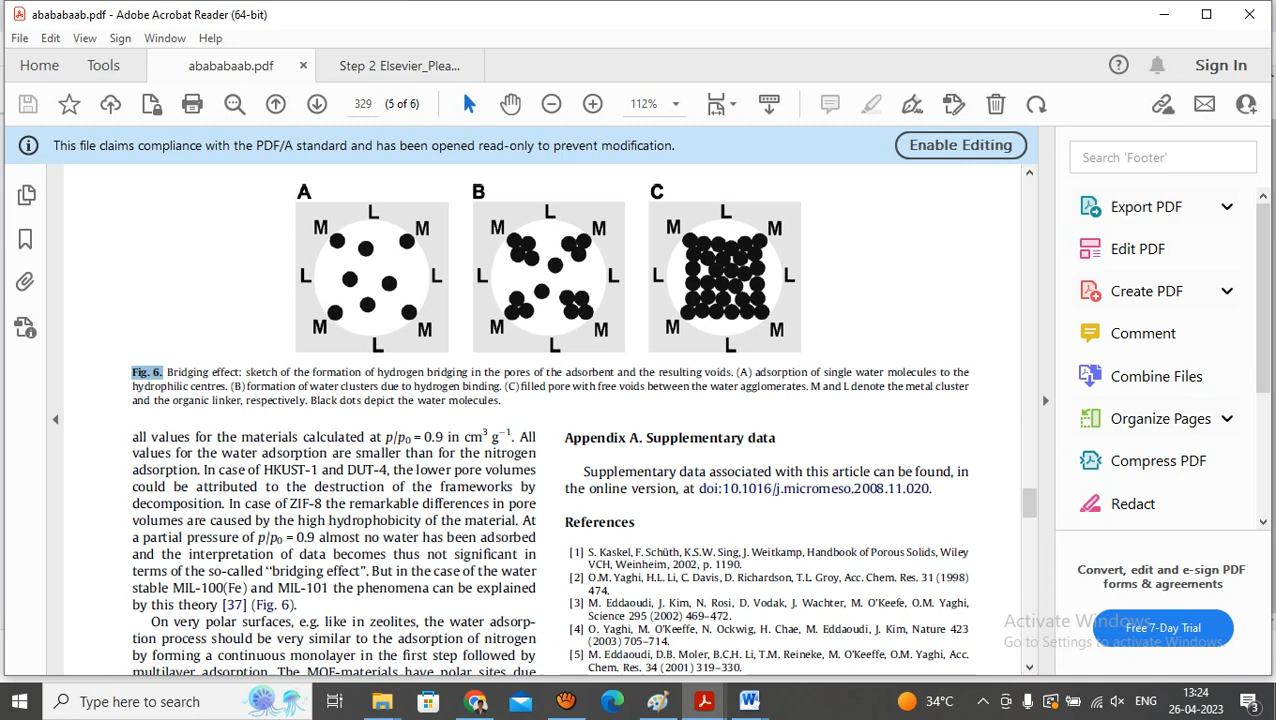 abababaab.pdf - Adobe Acrobat Reader (64-bit)
File Edit View Sign Window Help
Home Tools abababaab.pdf Step 2 Elsevier_Plea... Sign In
329 (5 of 6) 112%
This file claims compliance with the PDF/A standard and has been opened read-only to prevent modification. Enable Editing
Search 'Footer'
Export PDF
Edit PDF
Create PDF
Comment
Combine Files
Organize Pages
Compress PDF
Redact
Convert, edit and e-sign PDF
forms & agreements
Free 7-Day Trial
A B C
L L L
M M M M M M
L L L L L L
M M M M M M
L L L
Fig. 6. Bridging effect: sketch of the formation of hydrogen bridging in the pores of the adsorbent and the resulting voids. (A) adsorption of single water molecules to the
hydrophilic centres. (B) formation of water clusters due to hydrogen binding. (C) filled pore with free voids between the water agglomerates. M and L denote the metal cluster
and the organic linker, respectively. Black dots depict the water molecules.
all values for the materials calculated at p/p0 = 0.9 in cm3 g−1. All
values for the water adsorption are smaller than for the nitrogen
adsorption. In case of HKUST-1 and DUT-4, the lower pore volumes
could be attributed to the destruction of the frameworks by
decomposition. In case of ZIF-8 the remarkable differences in pore
volumes are caused by the high hydrophobicity of the material. At
a partial pressure of p/p0 = 0.9 almost no water has been adsorbed
and the interpretation of data becomes thus not significant in
terms of the so-called "bridging effect". But in the case of the water
stable MIL-100(Fe) and MIL-101 the phenomena can be explained
by this theory [37] (Fig. 6).
On very polar surfaces, e.g. like in zeolites, the water adsorp-
tion process should be very similar to the adsorption of nitrogen
by forming a continuous monolayer in the first step followed by
multilayer adsorption. The MOF-materials have polar sites due
Appendix A. Supplementary data
Supplementary data associated with this article can be found, in
the online version, at doi:10.1016/j.micromeso.2008.11.020.
References
[1] S. Kaskel, F. Schüth, K.S.W. Sing, J. Weitkamp, Handbook of Porous Solids, Wiley
VCH, Weinheim, 2002, p. 1190.
[2] O.M. Yaghi, H.L. Li, C. Davis, D. Richardson, T.L. Groy, Acc. Chem. Res. 31 (1998)
474.
[3] M. Eddaoudi, J. Kim, N. Rosi, D. Vodak, J. Wachter, M. O'Keefe, O.M. Yaghi,
Science 295 (2002) 469–472.
[4] O. Yaghi, M. O'Keeffe, N. Ockwig, H. Chae, M. Eddaoudi, J. Kim, Nature 423
(2003) 705–714.
[5] M. Eddaoudi, D.B. Moler, B.C.H. Li, T.M. Reineke, M. O'Keeffe, O.M. Yaghi, Acc.
Chem. Res. 34 (2001) 319–330.
Activate Windows
Go to Settings to activate Windows.
Type here to search 34°C ENG 13:24
26-04-2023 3